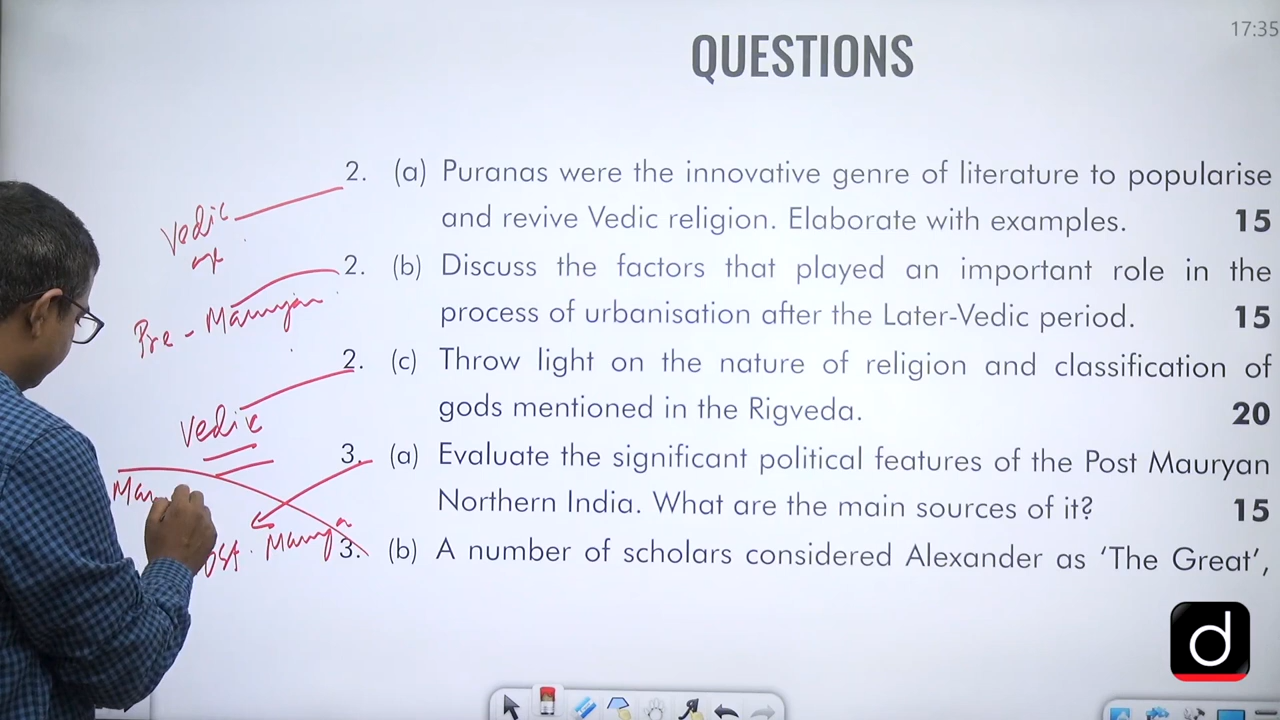 17:35
QUESTIONS
2. (a) Puranas were the innovative genre of literature to popularise
and revive Vedic religion. Elaborate with examples. 15
2. (b) Discuss the factors that played an important role in the
process of urbanisation after the Later-Vedic period. 15
2. (c) Throw light on the nature of religion and classification of
gods mentioned in the Rigveda. 20
3. (a) Evaluate the significant political features of the Post Mauryan
Northern India. What are the main sources of it? 15
3. (b) A number of scholars considered Alexander as ‘The Great’,
Vedic
Pre-Mauryan
Vedic
d